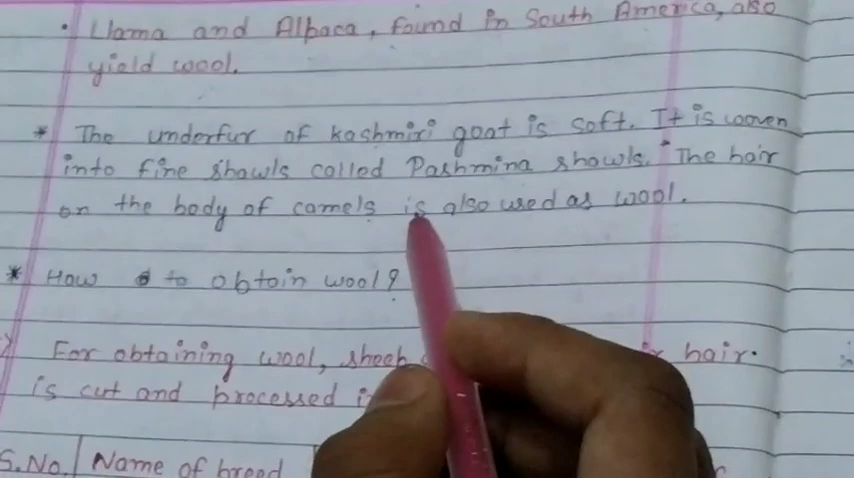 • Llama and Alpaca, found in South America, also
yield wool.
* The underfur of kashmiri goat is soft. It is woven
into fine shawls called Pashmina shawls. The hair
on the body of camels is also used as wool.
* How to obtain wool?
For obtaining wool, sheep hair.
is cut and processed
S.No. Name of breed